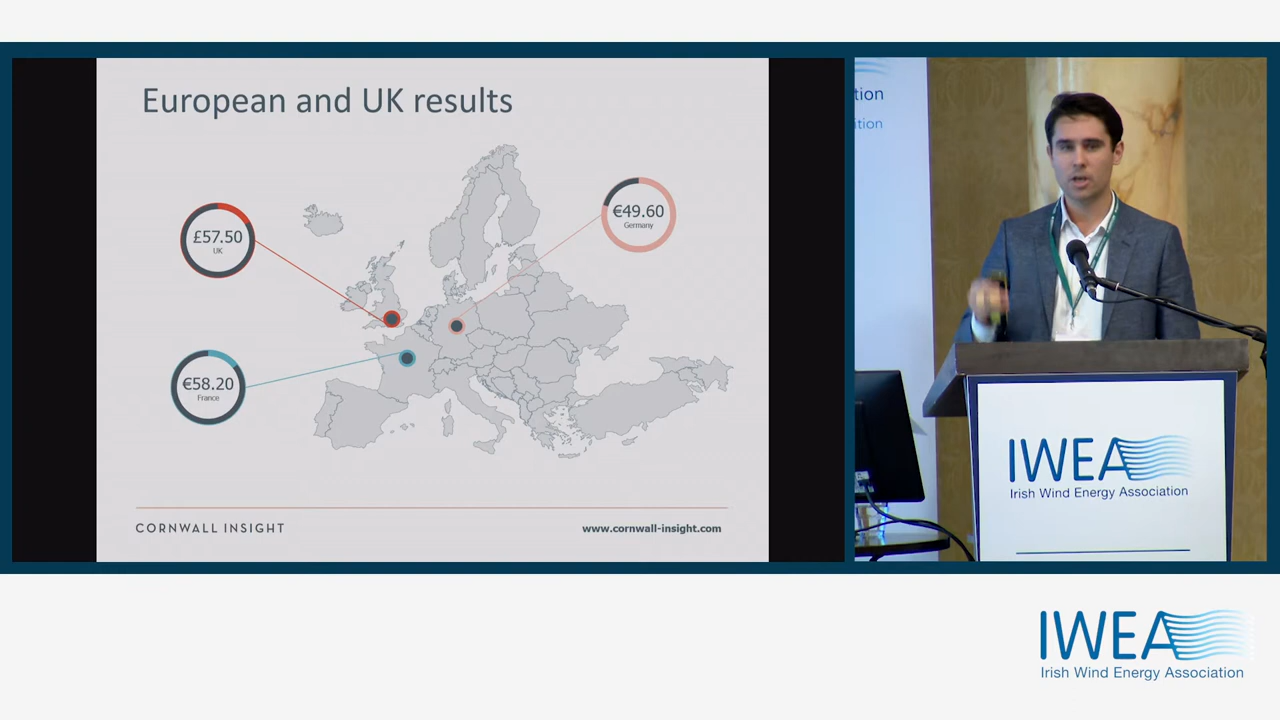 European and UK results
£57.50
UK
€49.60
Germany
€58.20
France
CORNWALL INSIGHT
www.cornwall-insight.com
tion
ition
IWEA
Irish Wind Energy Association
IWEA
Irish Wind Energy Association